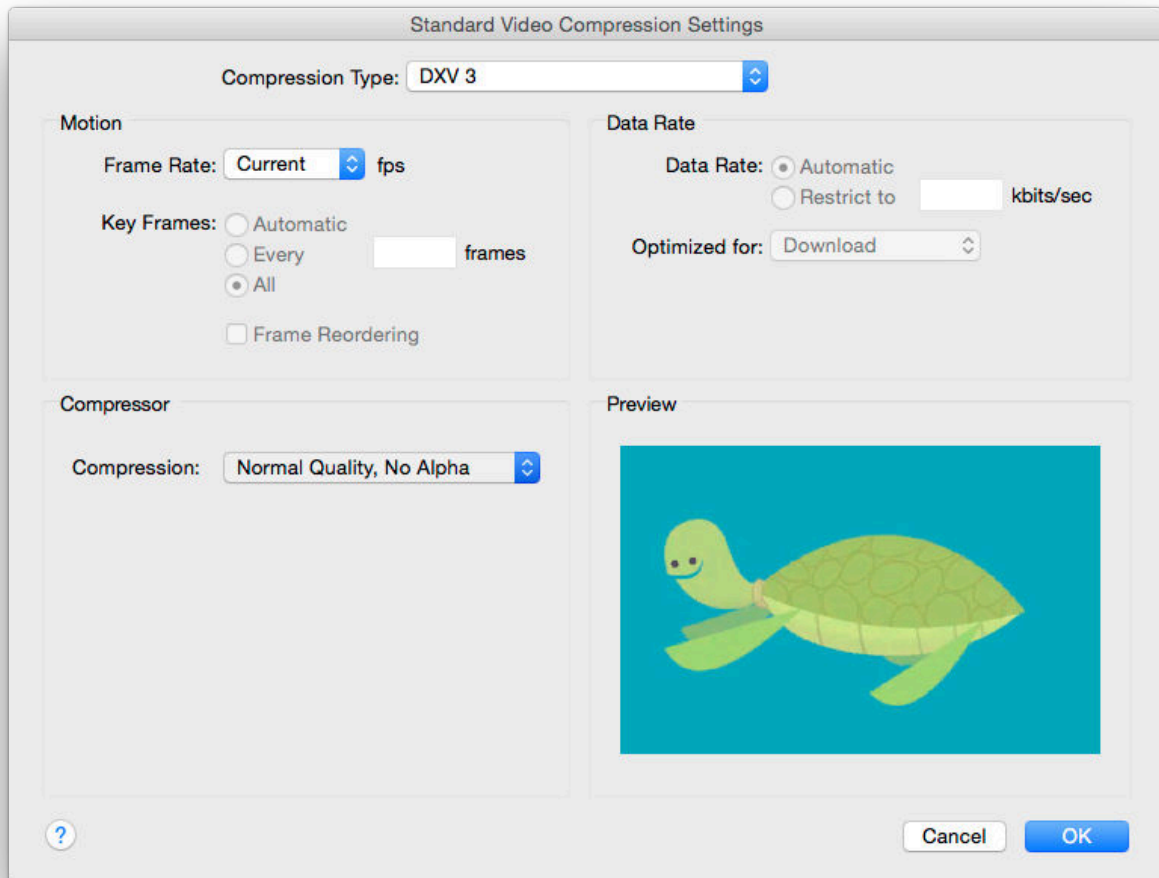 Standard Video Compression Settings
Compression Type: DXV 3
Motion
Frame Rate: Current fps
Key Frames: Automatic
Every frames
All
Frame Reordering
Data Rate
Data Rate: Automatic
Restrict to kbits/sec
Optimized for: Download
Compressor
Compression: Normal Quality, No Alpha
Preview
?
Cancel
OK